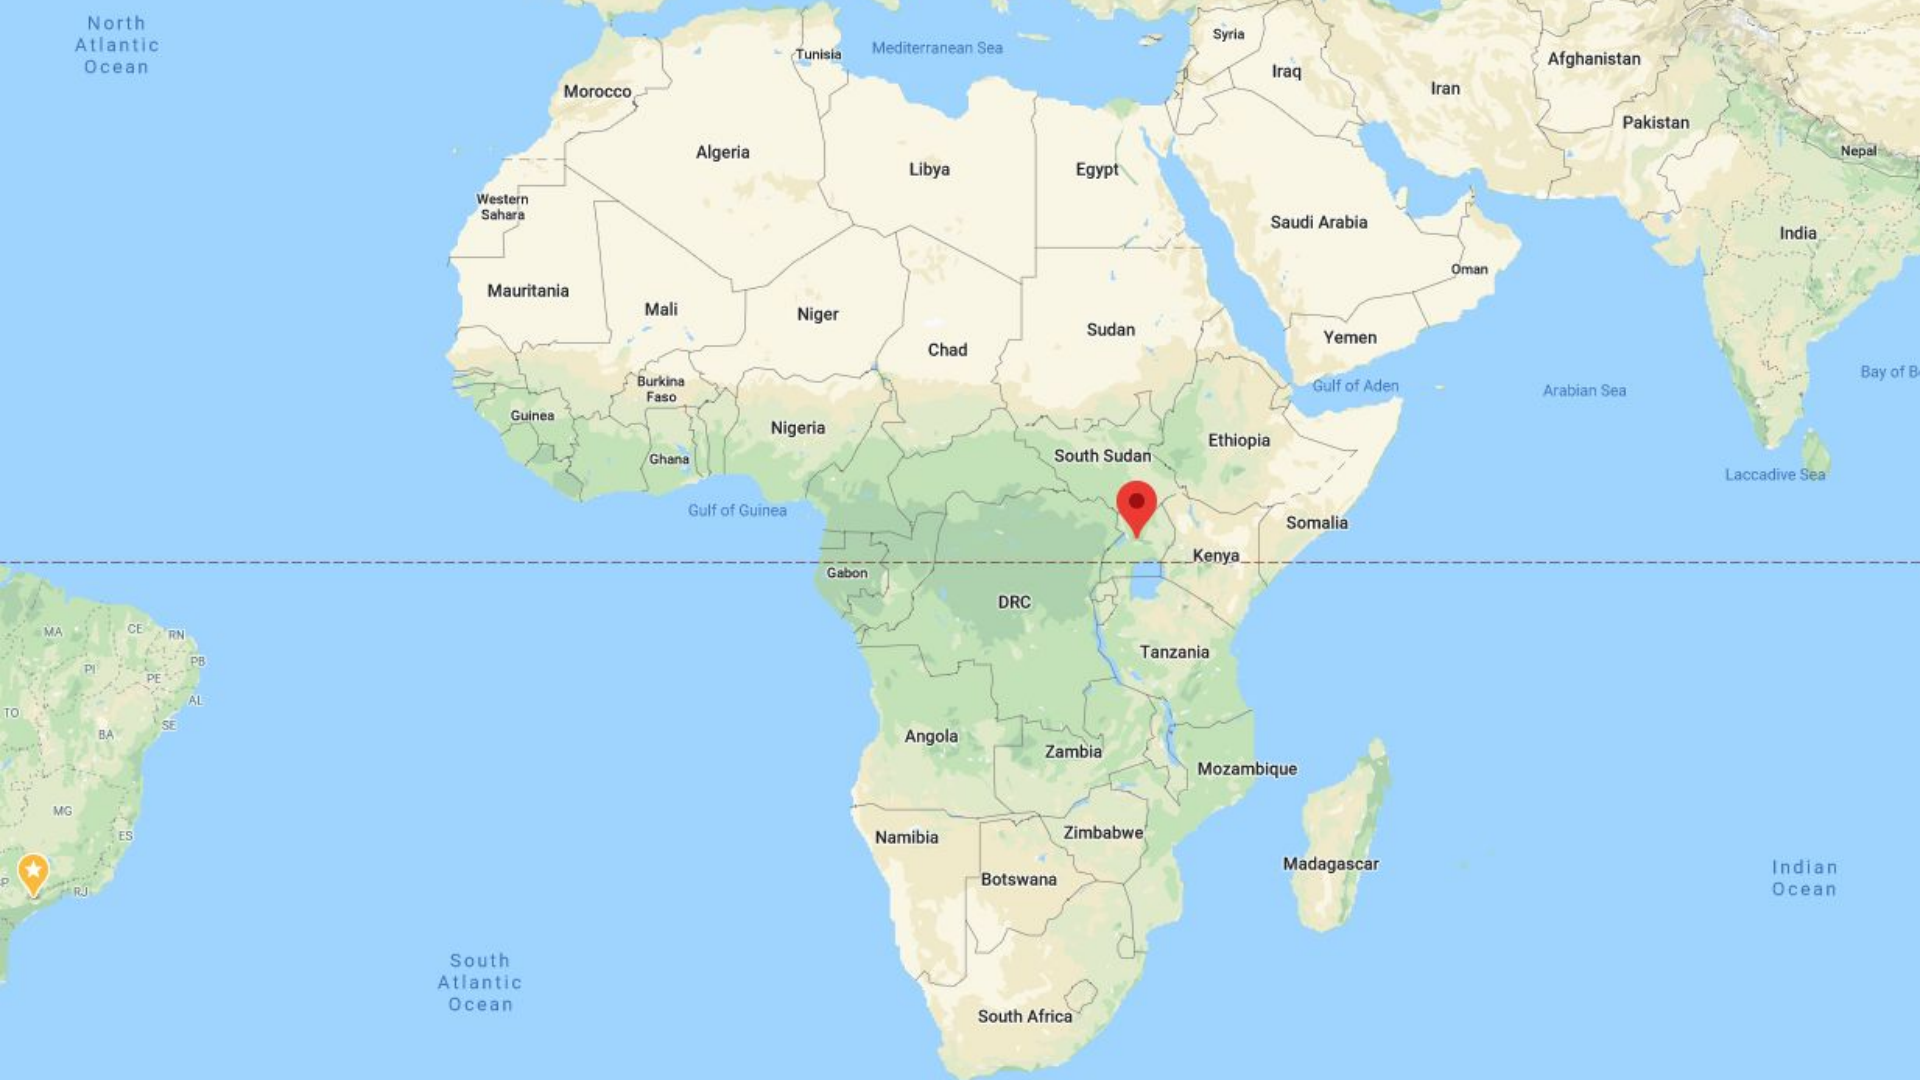 North
Atlantic
Ocean
Mediterranean Sea
Tunisia
Syria
Iraq
Iran
Afghanistan
Pakistan
Nepal
Morocco
Algeria
Libya
Egypt
Western
Sahara
Saudi Arabia
India
Oman
Mauritania
Mali
Niger
Chad
Sudan
Yemen
Burkina
Faso
Gulf of Aden
Arabian Sea
Bay of B
Guinea
Ghana
Nigeria
Ethiopia
South Sudan
Laccadive Sea
Gulf of Guinea
Somalia
Kenya
Gabon
DRC
MA
CE
RN
PB
PI
PE
AL
TO
SE
BA
Tanzania
Angola
Zambia
Mozambique
MG
ES
Namibia
Zimbabwe
Botswana
Madagascar
Indian
Ocean
P
RJ
South
Atlantic
Ocean
South Africa